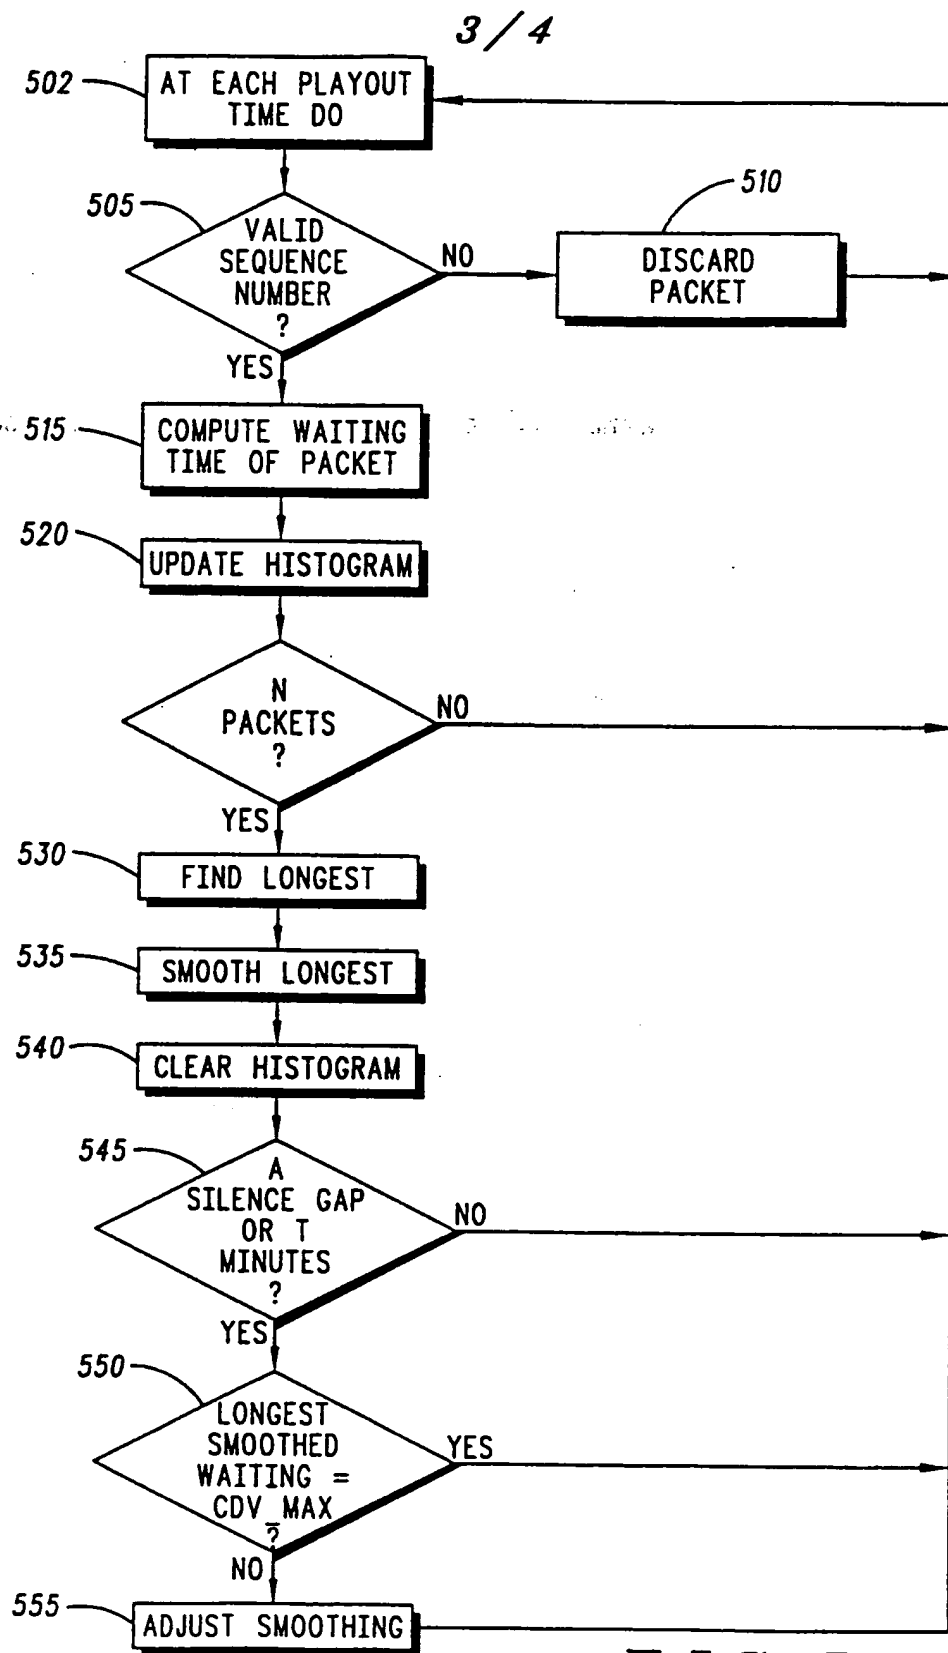 3/4
502
AT EACH PLAYOUT
TIME DO
505
VALID
SEQUENCE
NUMBER
?
NO
510
DISCARD
PACKET
YES
515
COMPUTE WAITING
TIME OF PACKET
520
UPDATE HISTOGRAM
N
PACKETS
?
NO
YES
530
FIND LONGEST
535
SMOOTH LONGEST
540
CLEAR HISTOGRAM
545
A
SILENCE GAP
OR T
MINUTES
?
NO
YES
550
LONGEST
SMOOTHED
WAITING =
CDV_MAX
?
YES
NO
555
ADJUST SMOOTHING